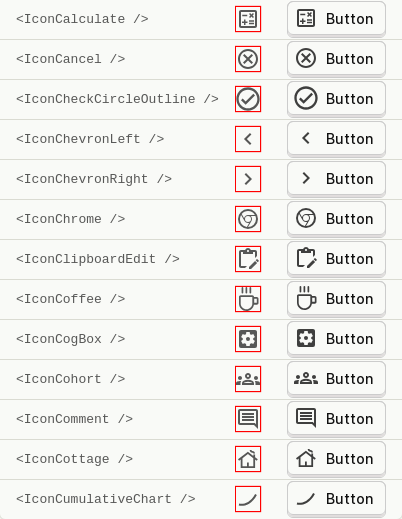 <IconCalculate /> Button
<IconCancel /> Button
<IconCheckCircleOutline /> Button
<IconChevronLeft /> Button
<IconChevronRight /> Button
<IconChrome /> Button
<IconClipboardEdit /> Button
<IconCoffee /> Button
<IconCogBox /> Button
<IconCohort /> Button
<IconComment /> Button
<IconCottage /> Button
<IconCumulativeChart /> Button